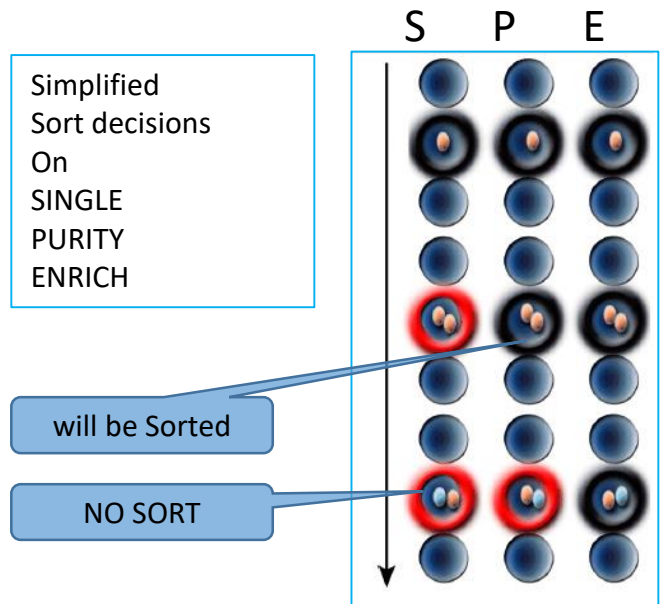 S P E
Simplified
Sort decisions
On
SINGLE
PURITY
ENRICH
will be Sorted
NO SORT